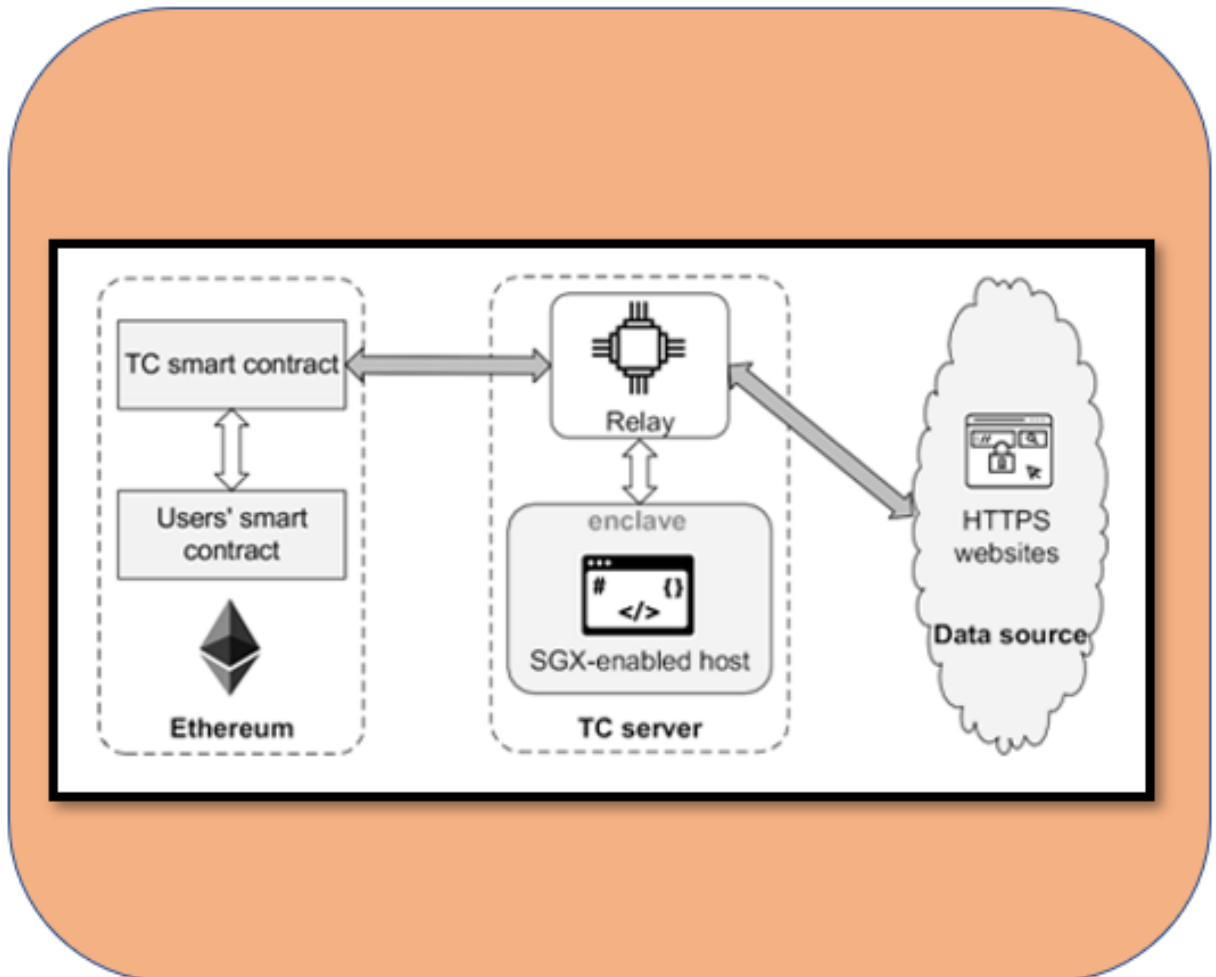 TC smart contract
Users' smart
contract
Ethereum
Relay
enclave
# {}
</>
SGX-enabled host
TC server
://
HTTPS
websites
Data source